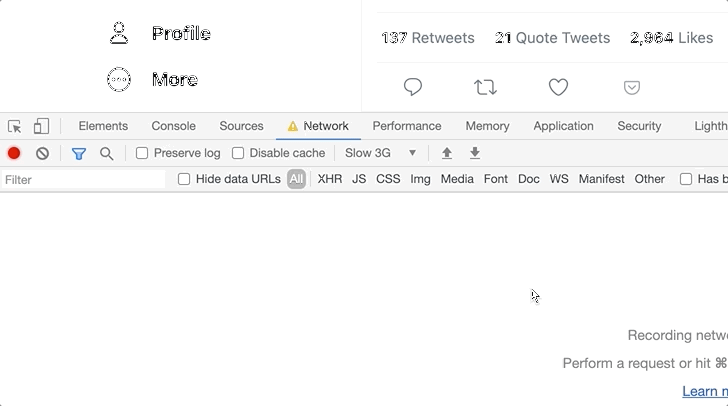 Profile
137 Retweets 21 Quote Tweets 2,964 Likes
More
Elements Console Sources Network Performance Memory Application Security Lighth
Preserve log Disable cache Slow 3G
Filter Hide data URLs All XHR JS CSS Img Media Font Doc WS Manifest Other Has b
Recording netw
Perform a request or hit ⌘
Learn n